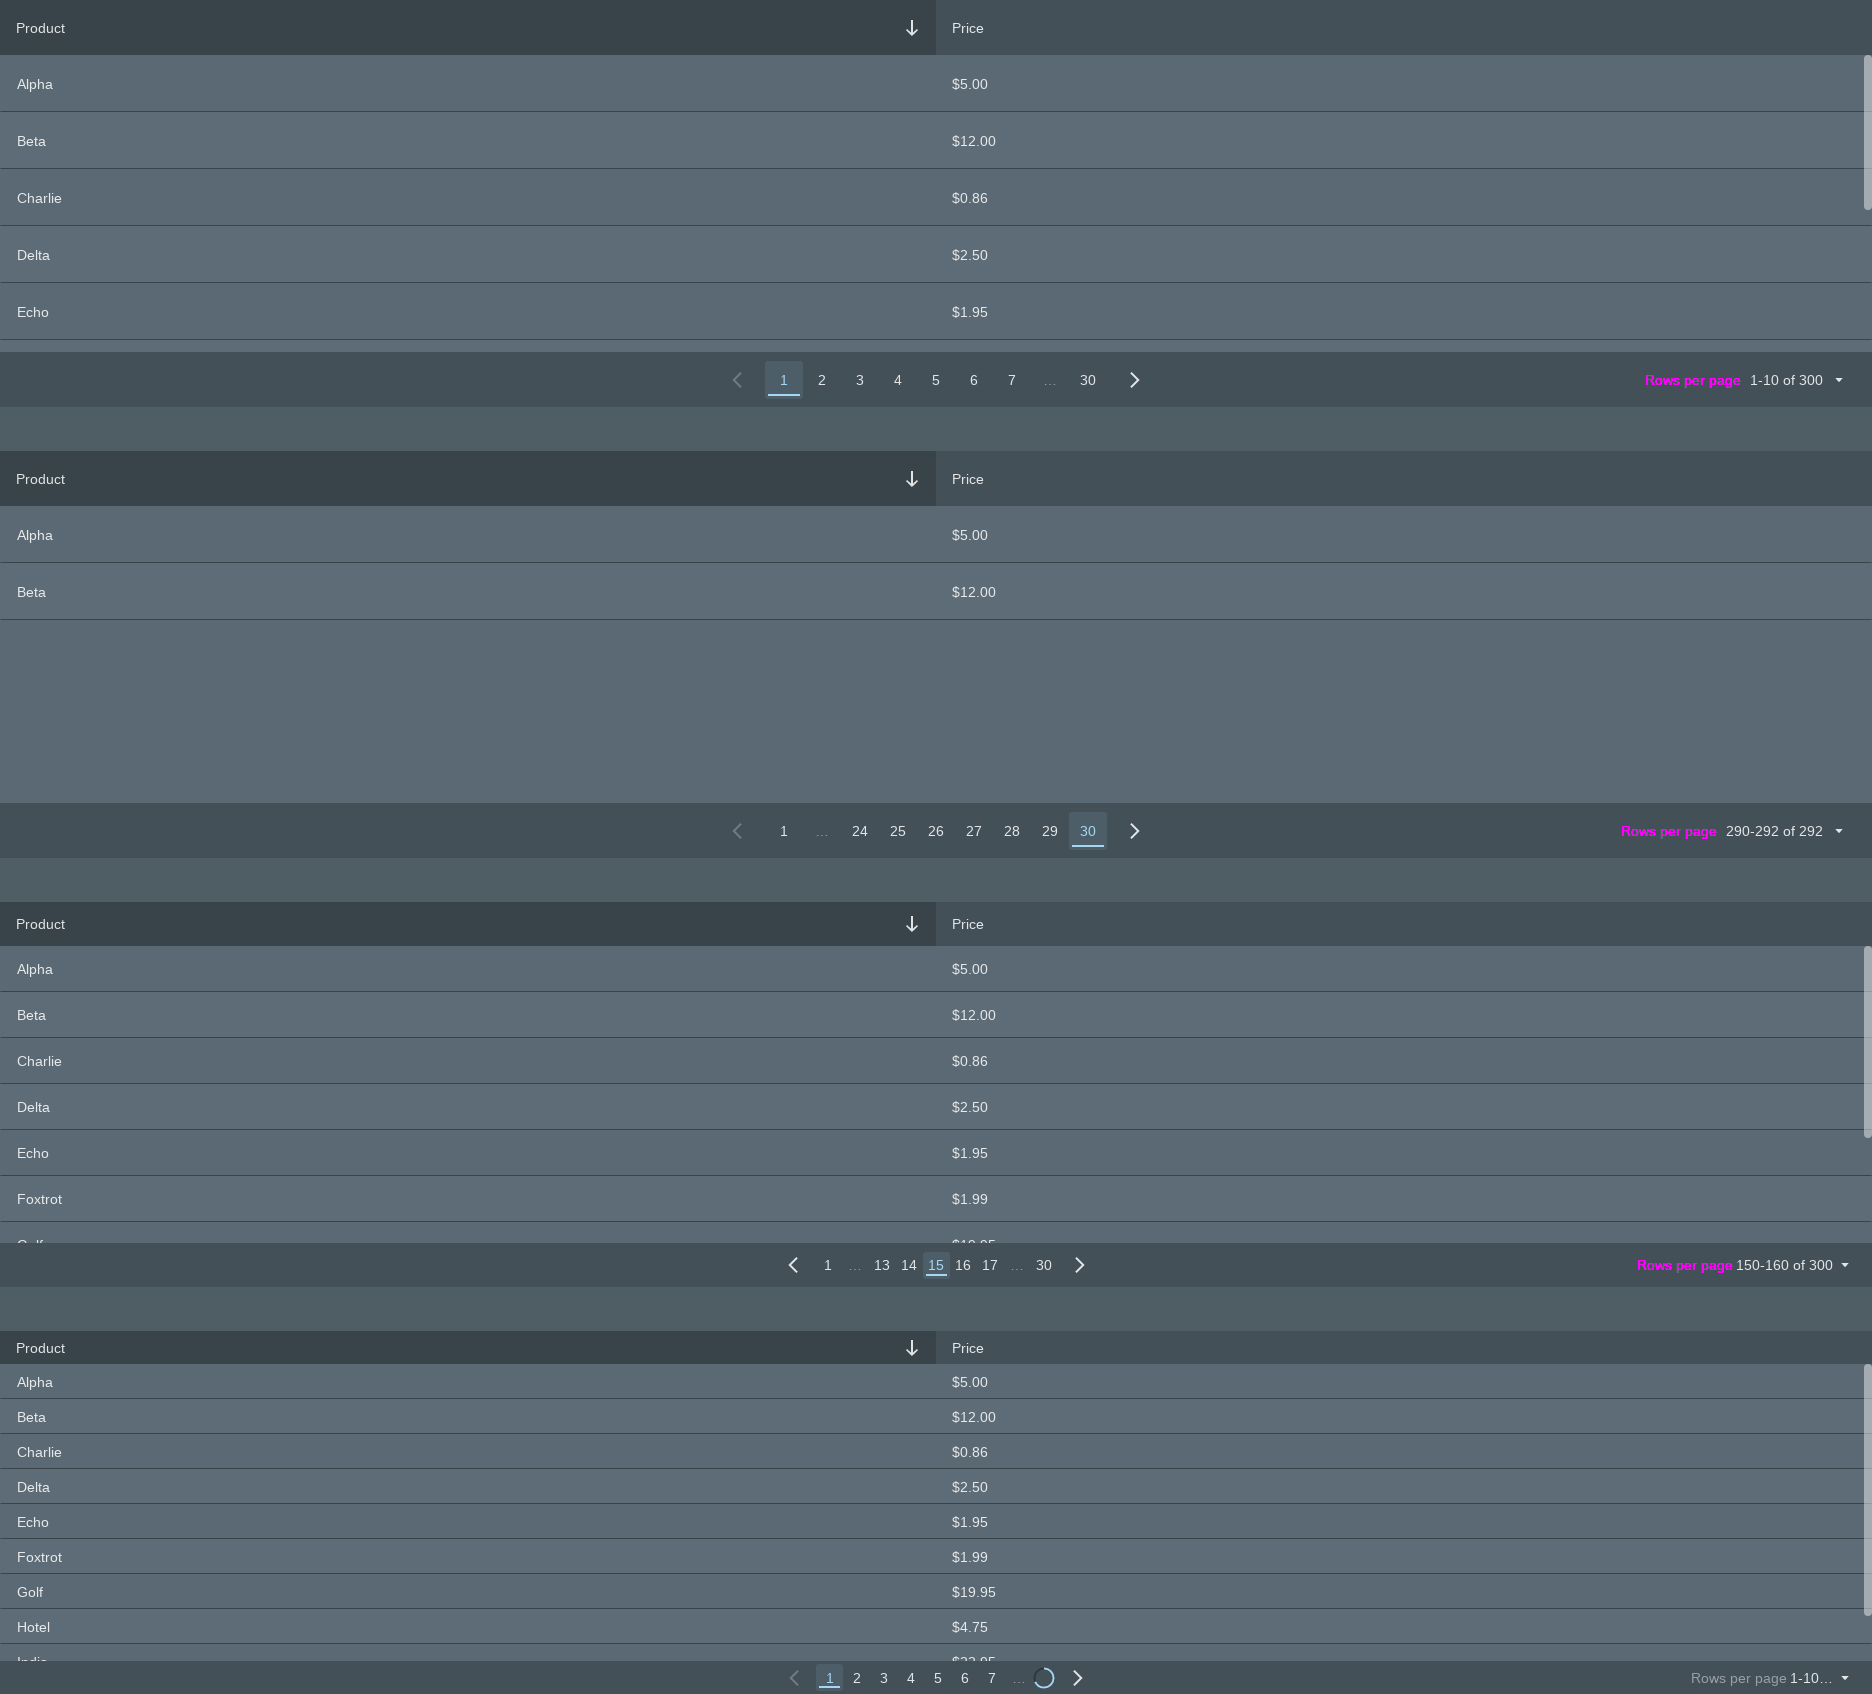 Product Price
Alpha $5.00
Beta $12.00
Charlie $0.86
Delta $2.50
Echo $1.95
1 2 3 4 5 6 7 ... 30 Rows per page 1-10 of 300
Product Price
Alpha $5.00
Beta $12.00
1 ... 24 25 26 27 28 29 30 Rows per page 290-292 of 292
Product Price
Alpha $5.00
Beta $12.00
Charlie $0.86
Delta $2.50
Echo $1.95
Foxtrot $1.99
1 ... 13 14 15 16 17 ... 30 Rows per page 150-160 of 300
Product Price
Alpha $5.00
Beta $12.00
Charlie $0.86
Delta $2.50
Echo $1.95
Foxtrot $1.99
Golf $19.95
Hotel $4.75
1 2 3 4 5 6 7 ... Rows per page 1-10...